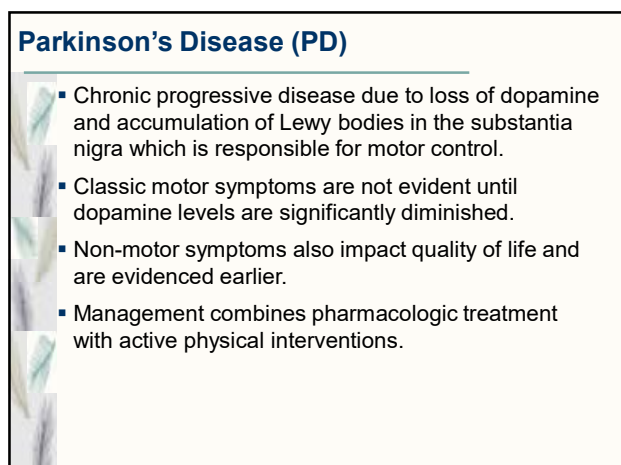 Parkinson's Disease (PD)
▪ Chronic progressive disease due to loss of dopamine
and accumulation of Lewy bodies in the substantia
nigra which is responsible for motor control.
▪ Classic motor symptoms are not evident until
dopamine levels are significantly diminished.
▪ Non-motor symptoms also impact quality of life and
are evidenced earlier.
▪ Management combines pharmacologic treatment
with active physical interventions.